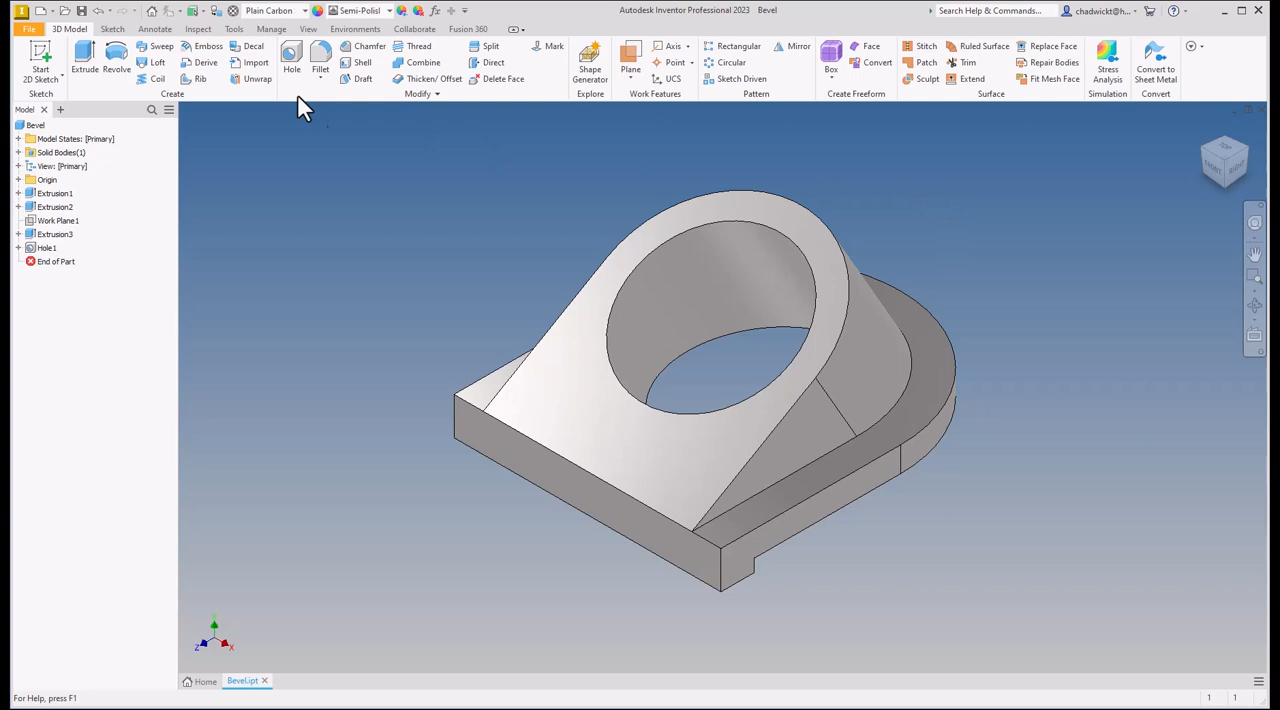 Plain Carbon
Semi-Polisl
Autodesk Inventor Professional 2023 Bevel
Search Help & Commands...
chadwickt@h...
File
3D Model
Sketch
Annotate
Inspect
Tools
Manage
View
Environments
Collaborate
Fusion 360
Start
2D Sketch
Extrude
Revolve
Sweep
Loft
Coil
Emboss
Derive
Rib
Decal
Import
Unwrap
Hole
Fillet
Chamfer
Shell
Draft
Thread
Combine
Thicken/ Offset
Split
Direct
Delete Face
Mark
Shape
Generator
Plane
Axis
Point
UCS
Rectangular
Circular
Sketch Driven
Mirror
Box
Face
Convert
Stitch
Patch
Sculpt
Ruled Surface
Trim
Extend
Replace Face
Repair Bodies
Fit Mesh Face
Stress
Analysis
Convert to
Sheet Metal
Sketch
Create
Modify
Explore
Work Features
Pattern
Create Freeform
Surface
Simulation
Convert
Model
Bevel
Model States: [Primary]
Solid Bodies(1)
View: [Primary]
Origin
Extrusion1
Extrusion2
Work Plane1
Extrusion3
Hole1
End of Part
TOP
FRONT
RIGHT
Y
Z
X
Home
Bevel.ipt
For Help, press F1
1 1